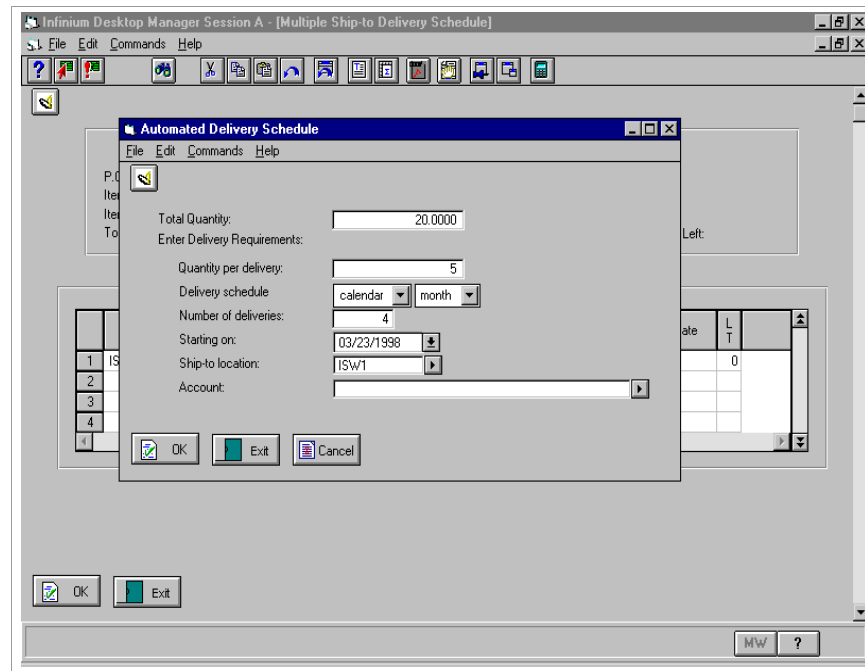 Infinium Desktop Manager Session A - [Multiple Ship-to Delivery Schedule]
File Edit Commands Help
Automated Delivery Schedule
File Edit Commands Help
P.O
To
Left:
Total Quantity: 20.0000
Enter Delivery Requirements:
Quantity per delivery: 5
Delivery schedule calendar month
Number of deliveries: 4
Starting on: 03/23/1998
Ship-to location: ISW1
Account:
ate L T
1 IS 0
2
3
4
OK Exit Cancel
OK Exit
MW ?